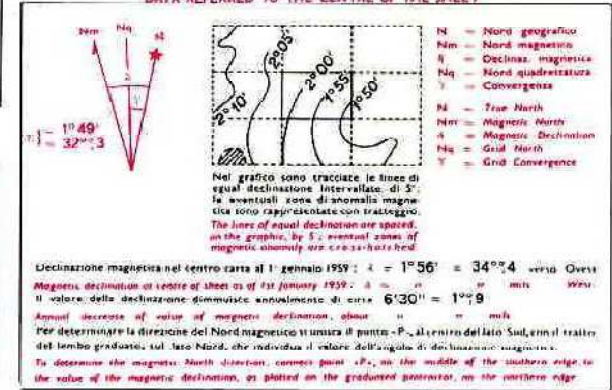 DATA REFERRED TO THE CENTRE OF THE SHEET
Nm Nq N
1°49'
= 32°°,3
2°05'
2°00'
1°55'
1°50'
2°10'
N = Nord geografico
Nm = Nord magnetico
δ = Declinaz. magnetica
Nq = Nord quadrettatura
γ = Convergenza
N = True North
Nm = Magnetic North
δ = Magnetic Declination
Nq = Grid North
γ = Grid Convergence
Nel grafico sono tracciate le linee di
egual declinazione intervallate, di 5';
le eventuali zone di anomalia magne-
tica sono rappresentate con tratteggio.
The lines of equal declination are spaced,
on the graphic, by 5'; eventual zones of
magnetic anomaly are cross-hatched
Declinazione magnetica nel centro carta al 1° gennaio 1959: δ = 1°56' = 34°°,4 verso Ovest
Magnetic declination at centre of sheet as of 1st January 1959: δ = " = " mils West.
Il valore della declinazione diminuisce annualmente di circa 6'30" = 1°°,9
Annual decrease of value of magnetic declination, about " = " mils
Per determinare la direzione del Nord magnetico si unisca il punto «P», al centro del lato Sud, con il tratto
del lembo graduato, sul lato Nord, che individua il valore dell'angolo di declinazione magnetica.
To determine the magnetic North direction, connect point «P», on the middle of the southern edge to
the value of the magnetic declination, as plotted on the graduated protractor, on the northern edge